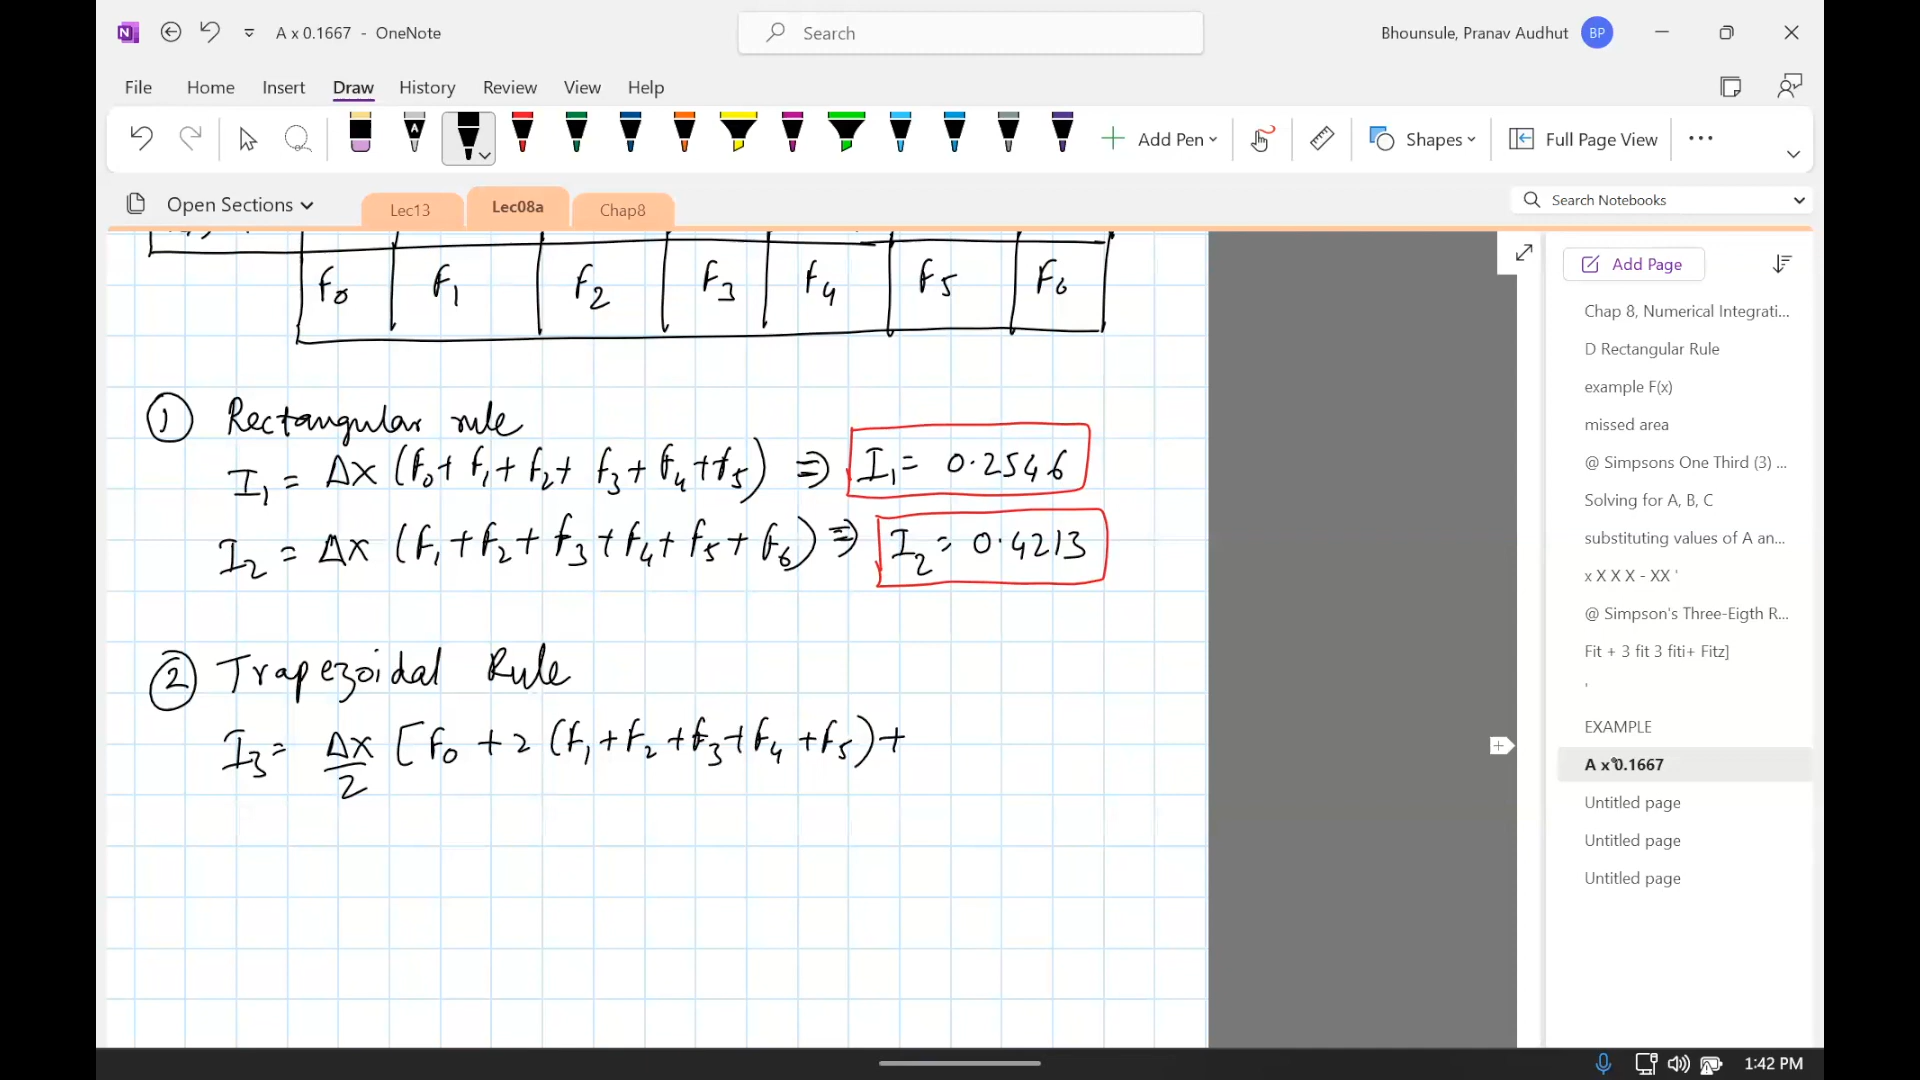 A x 0.1667 - OneNote
Search
Bhounsule, Pranav Audhut
BP
File Home Insert Draw History Review View Help
Add Pen
Shapes
Full Page View
Open Sections
Lec13
Lec08a
Chap8
Search Notebooks
f₀ f₁ f₂ f₃ f₄ f₅ f₆
① Rectangular rule
I₁ = Δx (f₀ + f₁ + f₂ + f₃ + f₄ + f₅) ⇒ I₁ = 0.2546
I₂ = Δx (f₁ + f₂ + f₃ + f₄ + f₅ + f₆) ⇒ I₂ = 0.4213
② Trapezoidal Rule
I₃ = Δx/2 [f₀ + 2 (f₁ + f₂ + f₃ + f₄ + f₅) +
Add Page
Chap 8, Numerical Integrati...
D Rectangular Rule
example F(x)
missed area
@ Simpsons One Third (3) ...
Solving for A, B, C
substituting values of A an...
x X X X - XX '
@ Simpson's Three-Eigth R...
Fit + 3 fit 3 fiti+ Fitz]
'
EXAMPLE
A x 0.1667
Untitled page
Untitled page
Untitled page
1:42 PM